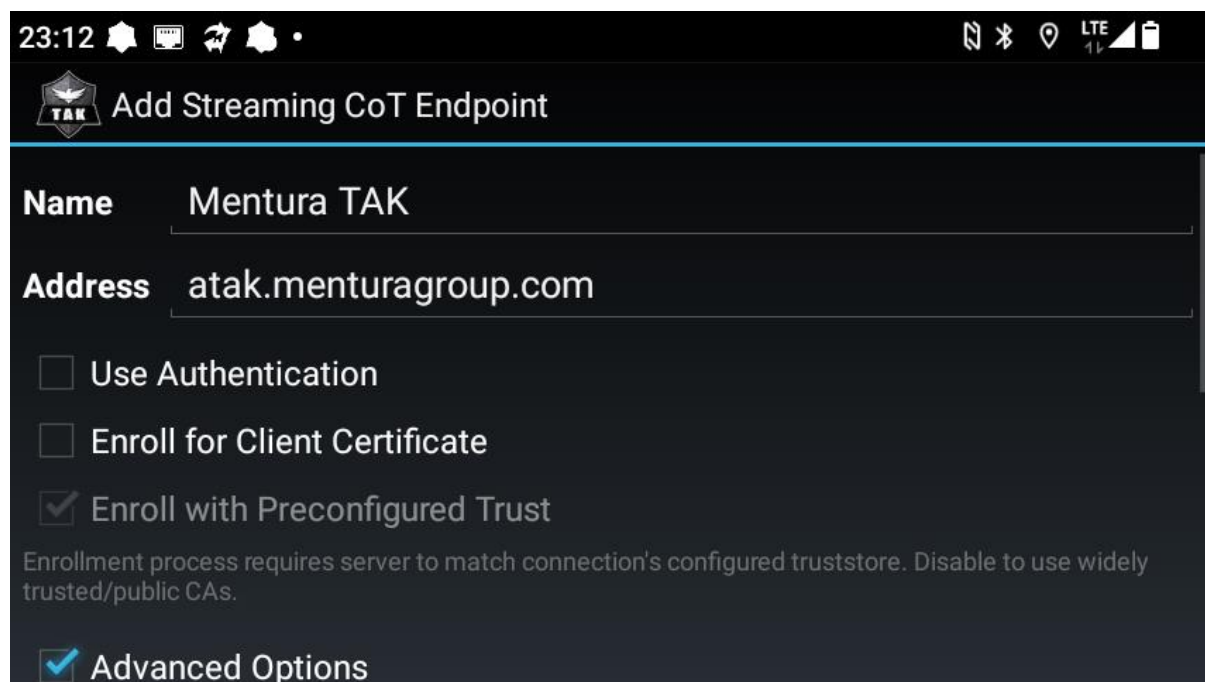 23:12
LTE
TAK
Add Streaming CoT Endpoint
Name Mentura TAK
Address atak.menturagroup.com
Use Authentication
Enroll for Client Certificate
Enroll with Preconfigured Trust
Enrollment process requires server to match connection's configured truststore. Disable to use widely
trusted/public CAs.
Advanced Options